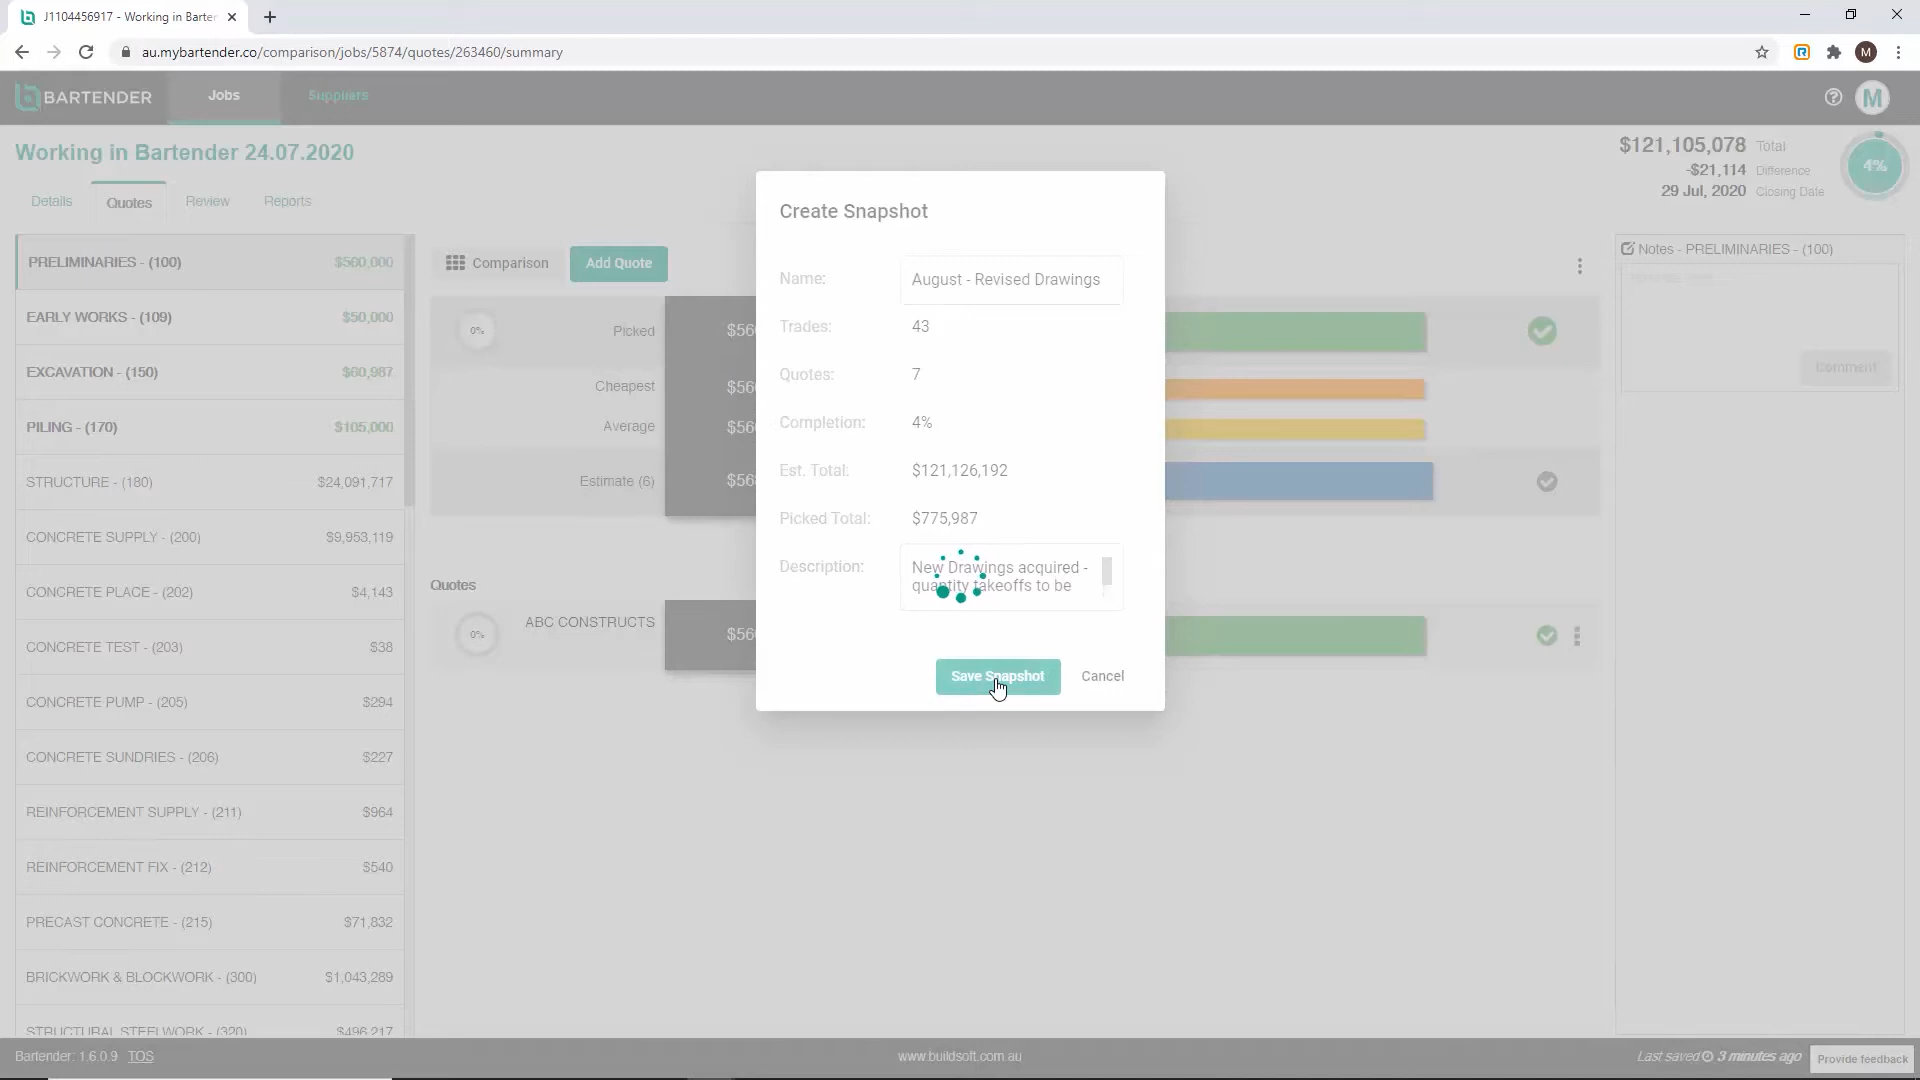 J1104456917 - Working in Barter
au.mybartender.co/comparison/jobs/5874/quotes/263460/summary
M
BARTENDER
Jobs
Suppliers
M
Working in Bartender 24.07.2020
$121,105,078 Total
-$21,114 Difference
29 Jul, 2020 Closing Date
4%
Details
Quotes
Review
Reports
PRELIMINARIES - (100) $560,000
EARLY WORKS - (109) $50,000
EXCAVATION - (150) $60,987
PILING - (170) $105,000
STRUCTURE - (180) $24,091,717
CONCRETE SUPPLY - (200) $9,953,119
CONCRETE PLACE - (202) $4,143
CONCRETE TEST - (203) $38
CONCRETE PUMP - (205) $294
CONCRETE SUNDRIES - (206) $227
REINFORCEMENT SUPPLY - (211) $964
REINFORCEMENT FIX - (212) $540
PRECAST CONCRETE - (215) $71,832
BRICKWORK & BLOCKWORK - (300) $1,043,289
STRUCTURAL STEELWORK - (320) $496,217
Comparison
Add Quote
0%
Picked
$56
Cheapest
$56
Average
$56
Estimate (6)
$56
Quotes
0%
ABC CONSTRUCTS
$56
Create Snapshot
Name: August - Revised Drawings
Trades: 43
Quotes: 7
Completion: 4%
Est. Total: $121,126,192
Picked Total: $775,987
Description: New Drawings acquired -
quantity takeoffs to be
Save Snapshot
Cancel
Notes - PRELIMINARIES - (100)
Comment
Bartender: 1.6.0.9 TOS
www.buildsoft.com.au
Last saved 3 minutes ago
Provide feedback